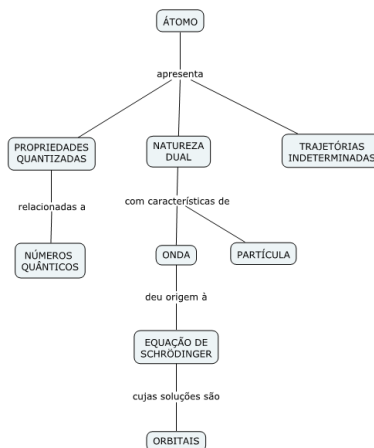 ÁTOMO
apresenta
PROPRIEDADES
QUANTIZADAS
NATUREZA
DUAL
TRAJETÓRIAS
INDETERMINADAS
relacionadas a
com características de
NÚMEROS
QUÂNTICOS
ONDA
PARTÍCULA
deu origem à
EQUAÇÃO DE
SCHRÖDINGER
cujas soluções são
ORBITAIS